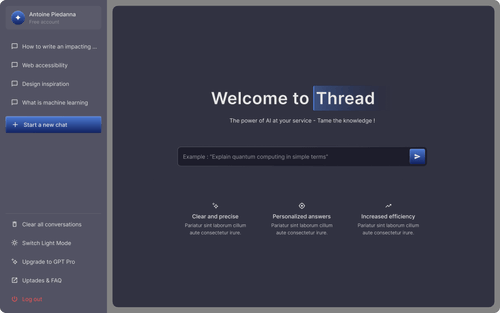 Antoine Piedanna
Free account
How to write an impacting ...
Web accessibility
Design inspiration
What is machine learning
Start a new chat
Clear all conversations
Switch Light Mode
Upgrade to GPT Pro
Uptades & FAQ
Log out
Welcome to Thread
The power of AI at your service - Tame the knowledge !
Example : "Explain quantum computing in simple terms"
Clear and precise
Pariatur sint laborum cillum
aute consectetur irure.
Personalized answers
Pariatur sint laborum cillum
aute consectetur irure.
Increased efficiency
Pariatur sint laborum cillum
aute consectetur irure.